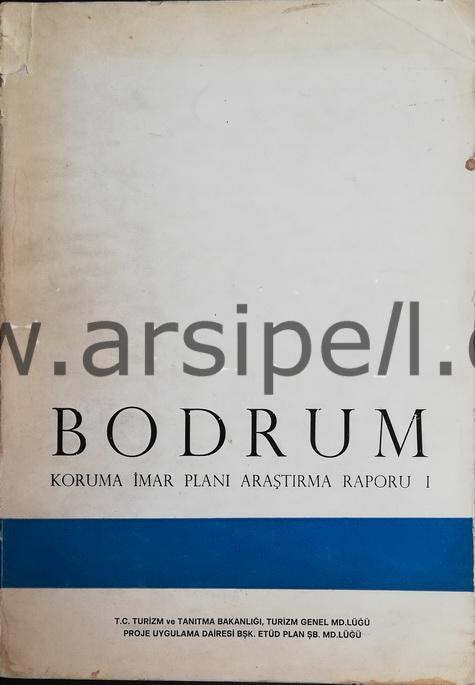 w.arsipe/l.c
BODRUM
KORUMA İMAR PLANI ARAŞTIRMA RAPORU I
T.C. TURİZM ve TANITMA BAKANLIĞI, TURİZM GENEL MD.LÜĞÜ
PROJE UYGULAMA DAİRESİ BŞK. ETÜD PLAN ŞB. MD.LÜĞÜ